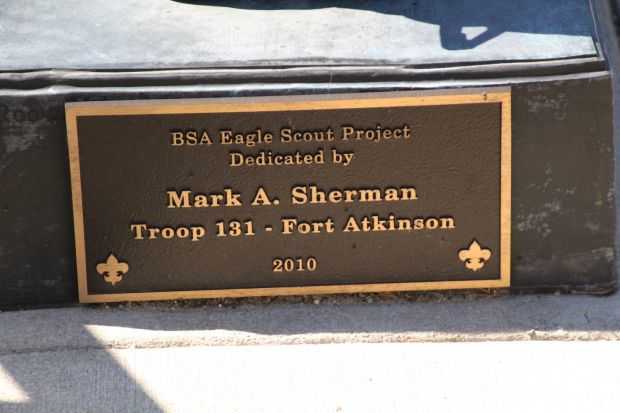 BSA Eagle Scout Project
Dedicated by
Mark A. Sherman
Troop 131 - Fort Atkinson
2010